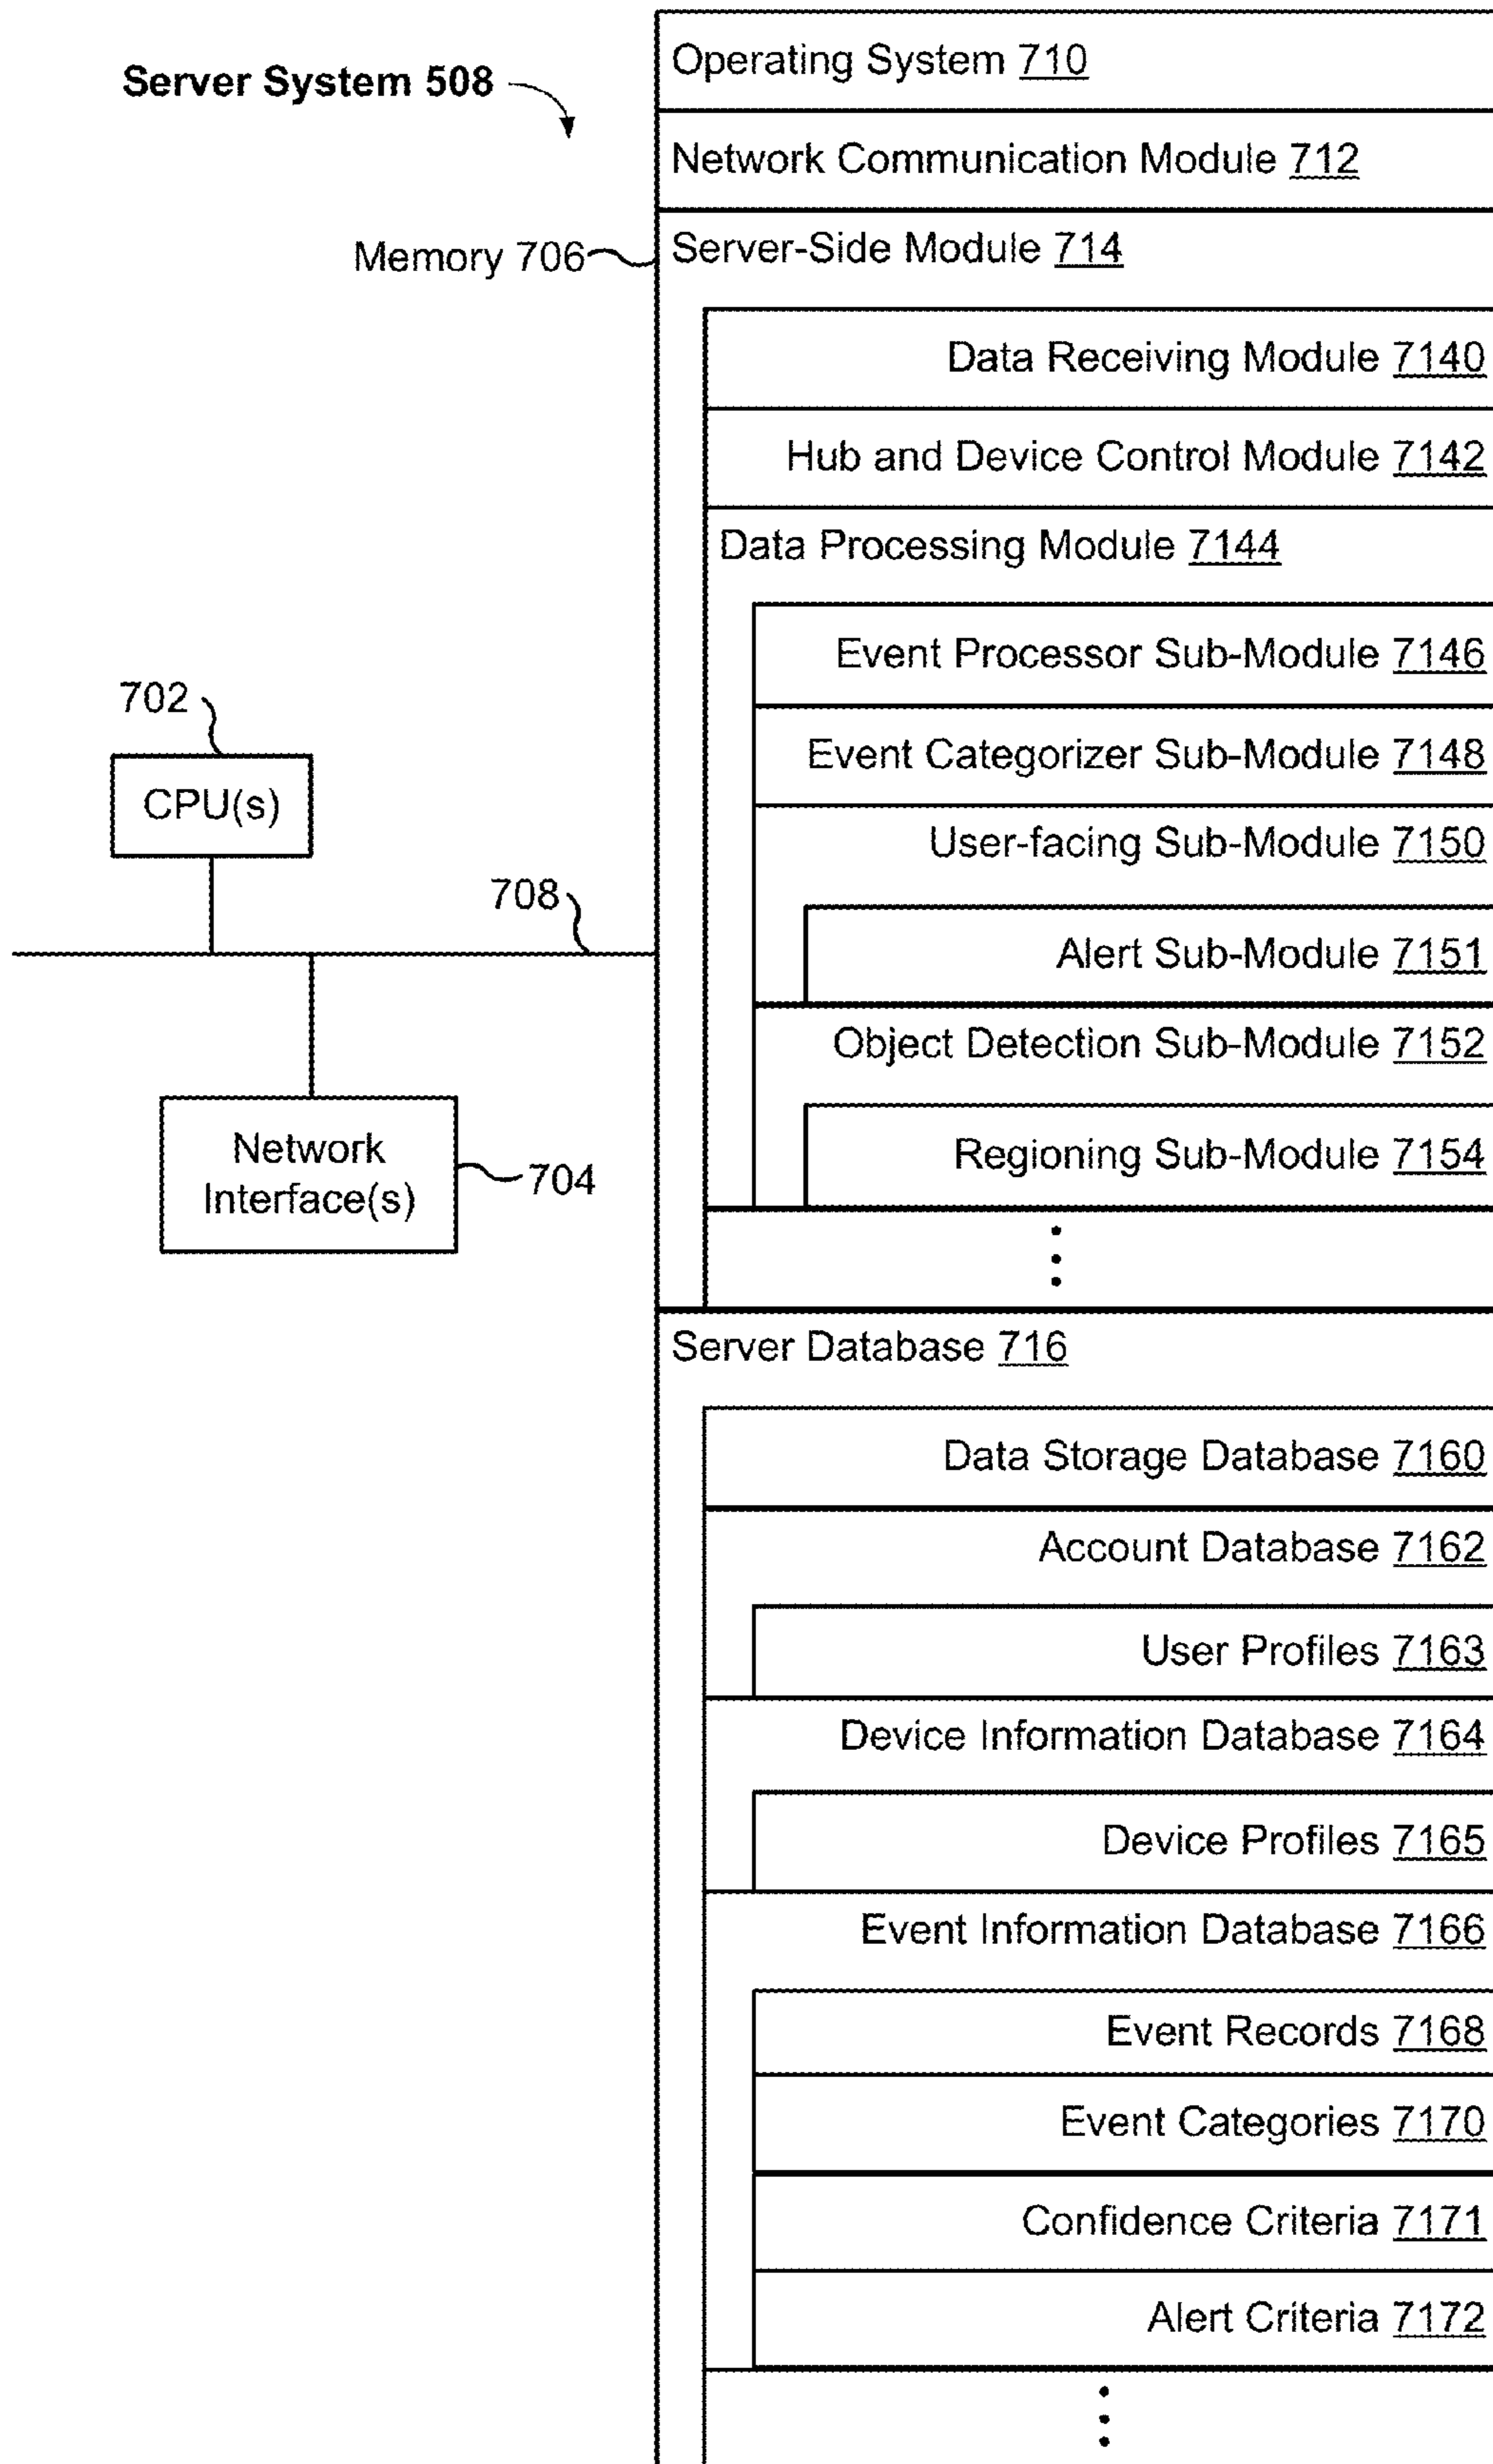 Server System 508
Operating System 710
Network Communication Module 712
Memory 706
Server-Side Module 714
Data Receiving Module 7140
Hub and Device Control Module 7142
Data Processing Module 7144
Event Processor Sub-Module 7146
Event Categorizer Sub-Module 7148
User-facing Sub-Module 7150
Alert Sub-Module 7151
Object Detection Sub-Module 7152
Regioning Sub-Module 7154
702
CPU(s)
708
Network
Interface(s)
704
Server Database 716
Data Storage Database 7160
Account Database 7162
User Profiles 7163
Device Information Database 7164
Device Profiles 7165
Event Information Database 7166
Event Records 7168
Event Categories 7170
Confidence Criteria 7171
Alert Criteria 7172